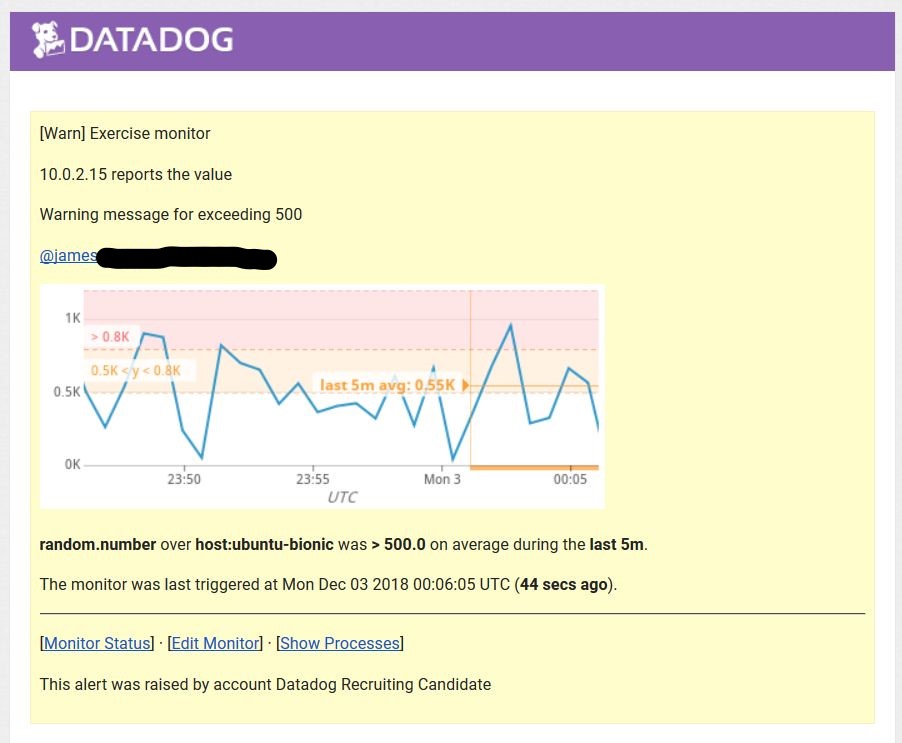 DATADOG
[Warn] Exercise monitor
10.0.2.15 reports the value
Warning message for exceeding 500
@james
1K
> 0.8K
0.5K < y < 0.8K
last 5m avg: 0.55K
0.5K
0K
23:50 23:55 Mon 3 00:05
UTC
random.number over host:ubuntu-bionic was > 500.0 on average during the last 5m.
The monitor was last triggered at Mon Dec 03 2018 00:06:05 UTC (44 secs ago).
[Monitor Status] · [Edit Monitor] · [Show Processes]
This alert was raised by account Datadog Recruiting Candidate